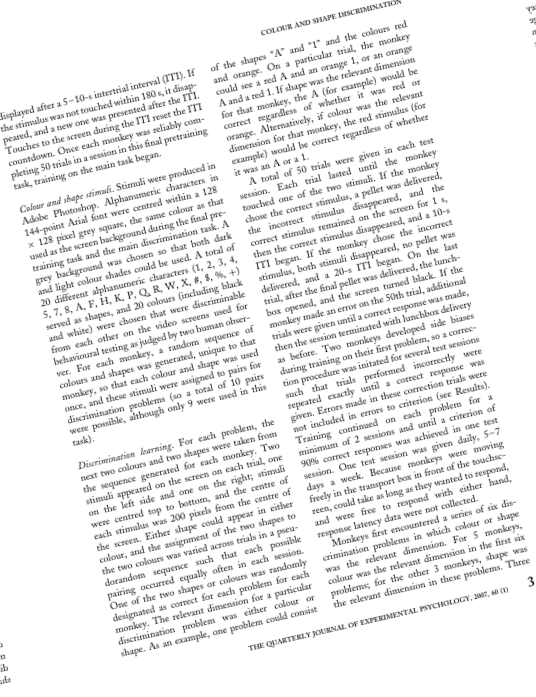 COLOUR AND SHAPE DISCRIMINATION
displayed after a 5–10-s intertrial interval (ITI). If
the stimulus was not touched within 180 s, it disap-
peared, and a new one was presented after the ITI.
Touches to the screen during the ITI reset the ITI
countdown. Once each monkey was reliably com-
pleting 50 trials in a session in this final pretraining
task, training on the main task began.
Colour and shape stimuli. Stimuli were produced in
Adobe Photoshop. Alphanumeric characters in
144-point Arial font were centred within a 128
× 128 pixel grey square, the same colour as that
used as the screen background during the final pre-
training task and the main discrimination task. A
grey background was chosen so that both dark
and light colour shades could be used. A total of
20 different alphanumeric characters (1, 2, 3, 4,
5, 7, 8, A, F, H, K, P, Q, R, W, X, #, $, %, +)
served as shapes, and 20 colours (including black
and white) were chosen that were discriminable
from each other on the video screens used for
behavioural testing as judged by two human obser-
ver. For each monkey, a random sequence of
colours and shapes was generated, unique to that
monkey, so that each colour and shape was used
once, and these stimuli were assigned to pairs for
discrimination problems (so a total of 10 pairs
were possible, although only 9 were used in this
task).
Discrimination learning. For each problem, the
next two colours and two shapes were taken from
the sequence generated for each monkey. Two
stimuli appeared on the screen on each trial, one
on the left side and one on the right; stimuli
were centred top to bottom, and the centre of
each stimulus was 200 pixels from the centre of
the screen. Either shape could appear in either
colour, and the assignment of the two shapes to
the two colours was varied across trials in a pseu-
dorandom sequence such that each possible
pairing occurred equally often in each session.
One of the two shapes or colours was randomly
designated as correct for each problem for each
monkey. The relevant dimension for a particular
discrimination problem was either colour or
shape. As an example, one problem could consist
of the shapes "A" and "1" and the colours red
and orange. On a particular trial, the monkey
could see a red A and an orange 1, or an orange
A and a red 1. If shape was the relevant dimension
for that monkey, the A (for example) would be
correct regardless of whether it was red or
orange. Alternatively, if colour was the relevant
dimension for that monkey, the red stimulus (for
example) would be correct regardless of whether
it was an A or a 1.
A total of 50 trials were given in each test
session. Each trial lasted until the monkey
touched one of the two stimuli. If the monkey
chose the correct stimulus, a pellet was delivered,
the incorrect stimulus disappeared, and the
correct stimulus remained on the screen for 1 s,
then the correct stimulus disappeared, and a 10-s
ITI began. If the monkey chose the incorrect
stimulus, both stimuli disappeared, no pellet was
delivered, and a 20-s ITI began. On the last
trial, after the final pellet was delivered, the lunch-
box opened, and the screen turned black. If the
monkey made an error on the 50th trial, additional
trials were given until a correct response was made,
then the session terminated with lunchbox delivery
as before. Two monkeys developed side biases
during training on their first problem, so a correc-
tion procedure was initated for several test sessions
such that trials performed incorrectly were
repeated exactly until a correct response was
given. Errors made in these correction trials were
not included in errors to criterion (see Results).
Training continued on each problem for a
minimum of 2 sessions and until a criterion of
90% correct responses was achieved in one test
session. One test session was given daily, 5–7
days a week. Because monkeys were moving
freely in the transport box in front of the touchsc-
reen, could take as long as they wanted to respond,
and were free to respond with either hand,
response latency data were not collected.
Monkeys first encountered a series of six dis-
crimination problems in which colour or shape
was the relevant dimension. For 5 monkeys,
colour was the relevant dimension in the first six
problems; for the other 3 monkeys, shape was
the relevant dimension in these problems. Three
THE QUARTERLY JOURNAL OF EXPERIMENTAL PSYCHOLOGY, 2007, 60 (1)
3